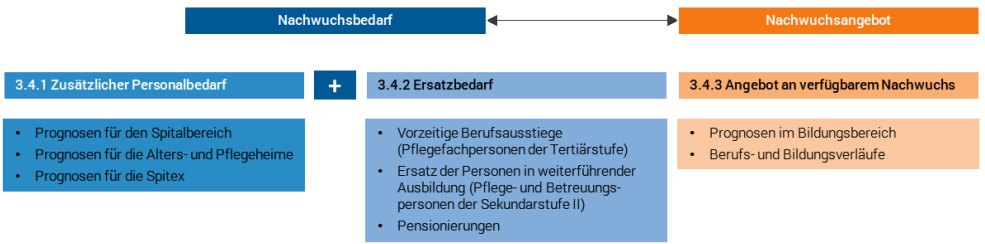 Nachwuchsbedarf
Nachwuchsangebot
3.4.1 Zusätzlicher Personalbedarf
+
3.4.2 Ersatzbedarf
3.4.3 Angebot an verfügbarem Nachwuchs
• Prognosen für den Spitalbereich
• Prognosen für die Alters- und Pflegeheime
• Prognosen für die Spitex
• Vorzeitige Berufsausstiege
(Pflegefachpersonen der Tertiärstufe)
• Ersatz der Personen in weiterführender
Ausbildung (Pflege- und Betreuungs-
personen der Sekundarstufe II)
• Pensionierungen
• Prognosen im Bildungsbereich
• Berufs- und Bildungsverläufe